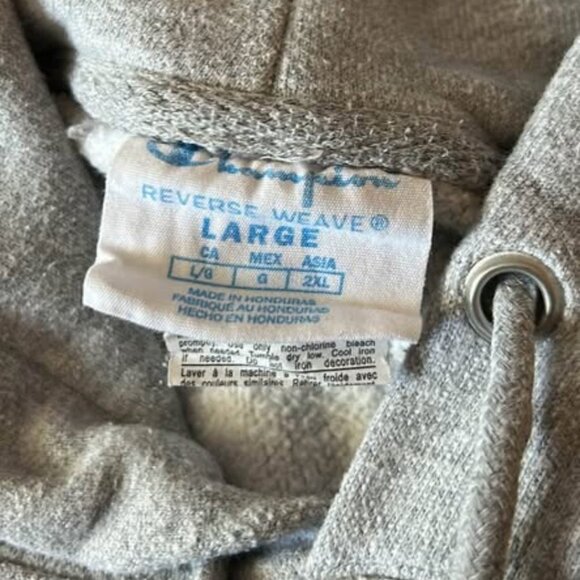 Champion
REVERSE WEAVE®
LARGE
CA MEX ASIA
L/G G 2XL
MADE IN HONDURAS
FABRIQUÉ AU HONDURAS
HECHO EN HONDURAS
promptly. Use only non-chlorine bleach
when needed. Tumble dry low. Cool iron
if needed. Do iron decoration.
Laver à la machine à froide avec
des couleurs similaires. Retirer